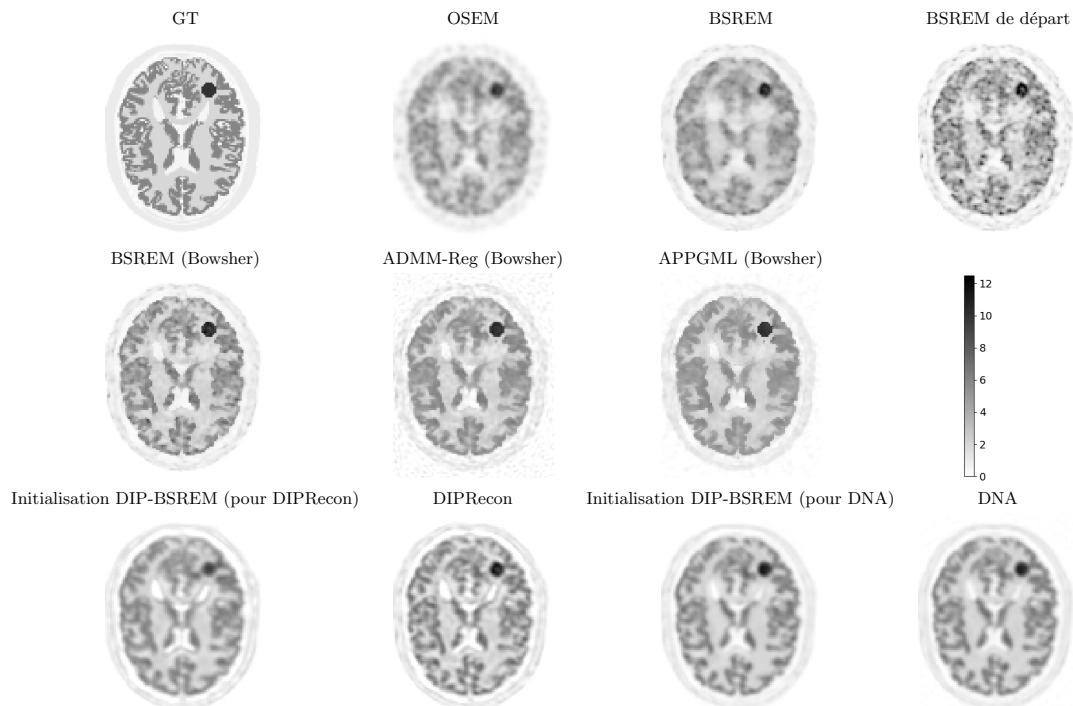 GT
OSEM
BSREM
BSREM de départ
BSREM (Bowsher)
ADMM-Reg (Bowsher)
APPGML (Bowsher)
12
10
8
6
4
2
0
Initialisation DIP-BSREM (pour DIPRecon)
DIPRecon
Initialisation DIP-BSREM (pour DNA)
DNA